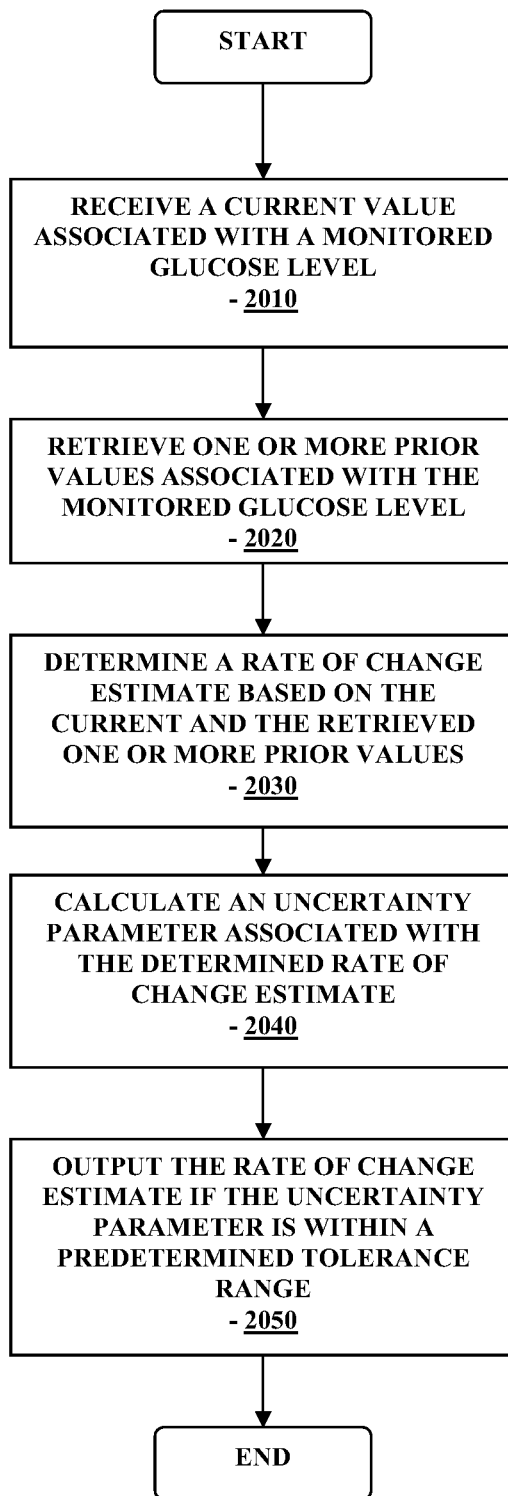 START
RECEIVE A CURRENT VALUE
ASSOCIATED WITH A MONITORED
GLUCOSE LEVEL
- 2010
RETRIEVE ONE OR MORE PRIOR
VALUES ASSOCIATED WITH THE
MONITORED GLUCOSE LEVEL
- 2020
DETERMINE A RATE OF CHANGE
ESTIMATE BASED ON THE
CURRENT AND THE RETRIEVED
ONE OR MORE PRIOR VALUES
- 2030
CALCULATE AN UNCERTAINTY
PARAMETER ASSOCIATED WITH
THE DETERMINED RATE OF
CHANGE ESTIMATE
- 2040
OUTPUT THE RATE OF CHANGE
ESTIMATE IF THE UNCERTAINTY
PARAMETER IS WITHIN A
PREDETERMINED TOLERANCE
RANGE
- 2050
END